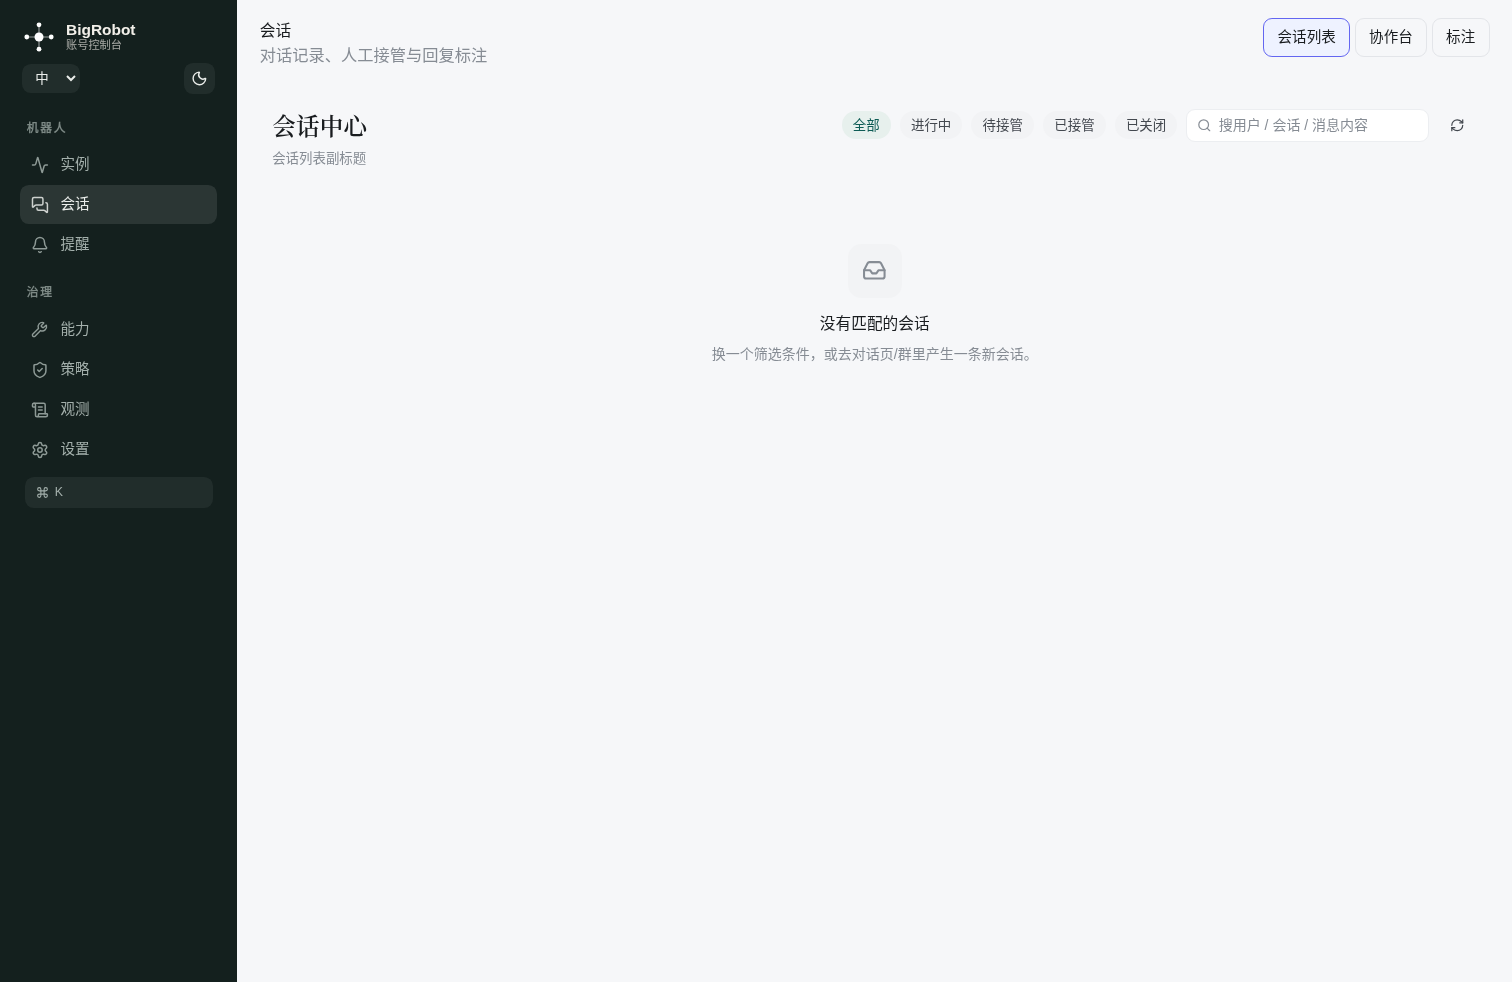 BigRobot
账号控制台
中
机器人
实例
会话
提醒
治理
能力
策略
观测
设置
⌘ K
会话
对话记录、人工接管与回复标注
会话列表
协作台
标注
会话中心
会话列表副标题
全部
进行中
待接管
已接管
已关闭
搜用户 / 会话 / 消息内容
没有匹配的会话
换一个筛选条件，或去对话页/群里产生一条新会话。